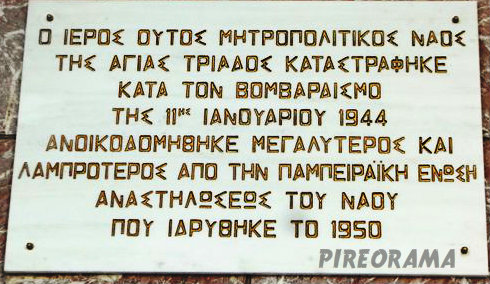 Ο ΙΕΡΟΣ ΟΥΤΟΣ ΜΗΤΡΟΠΟΛΙΤΙΚΟΣ ΝΑΟΣ
ΤΗΣ ΑΓΙΑΣ ΤΡΙΑΔΟΣ ΚΑΤΑΣΤΡΑΦΗΚΕ
ΚΑΤΑ ΤΟΝ ΒΟΜΒΑΡΑΙΣΜΟ
ΤΗΣ 11ΗΣ ΙΑΝΟΥΑΡΙΟΥ 1944
ΑΝΟΙΚΟΔΟΜΗΘΗΚΕ ΜΕΓΑΛΥΤΕΡΟΣ ΚΑΙ
ΛΑΜΠΡΟΤΕΡΟΣ ΑΠΟ ΤΗΝ ΠΑΜΠΕΙΡΑΪΚΗ ΕΝΩΣΗ
ΑΝΑΣΤΗΛΩΣΕΩΣ ΤΟΥ ΝΑΟΥ
ΠΟΥ ΙΔΡΥΘΗΚΕ ΤΟ 1950
PIREORAMA